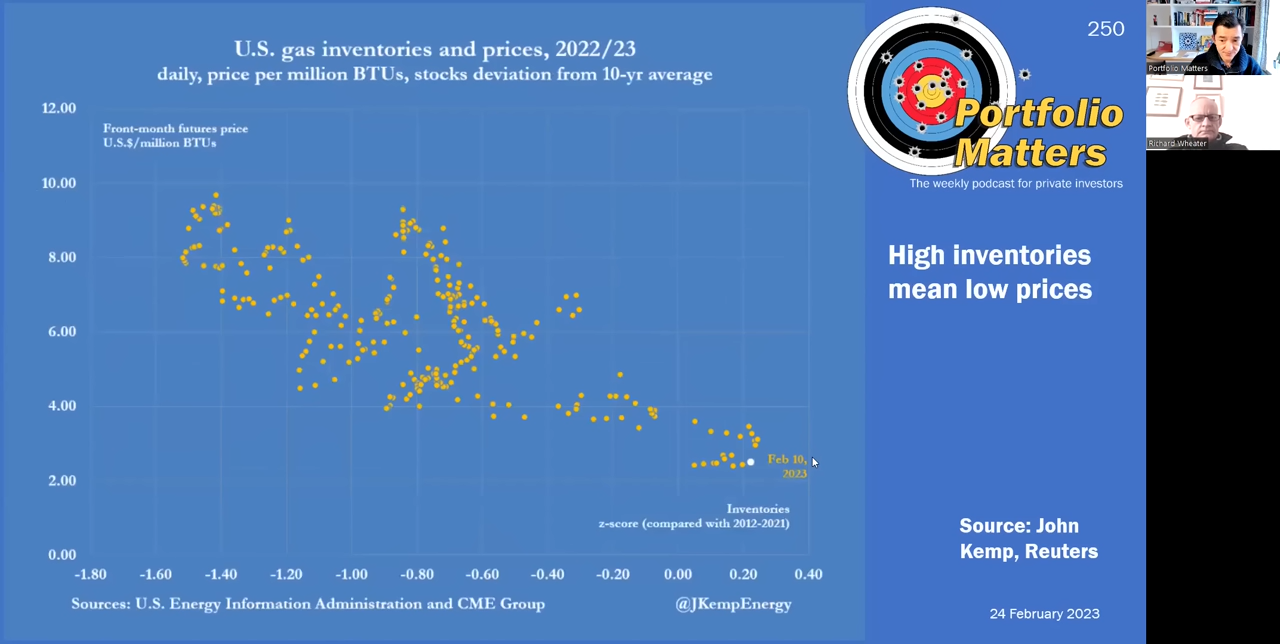 U.S. gas inventories and prices, 2022/23
daily, price per million BTUs, stocks deviation from 10-yr average
12.00
Front-month futures price
U.S.$/million BTUs
10.00
8.00
6.00
4.00
Feb 10,
2023
2.00
Inventories
z-score (compared with 2012-2021)
0.00
-1.80 -1.60 -1.40 -1.20 -1.00 -0.80 -0.60 -0.40 -0.20 0.00 0.20 0.40
Sources: U.S. Energy Information Administration and CME Group @JKempEnergy
250
Portfolio
Matters
The weekly podcast for private investors
High inventories
mean low prices
Source: John
Kemp, Reuters
24 February 2023
Portfolio Matters
Richard Wheater